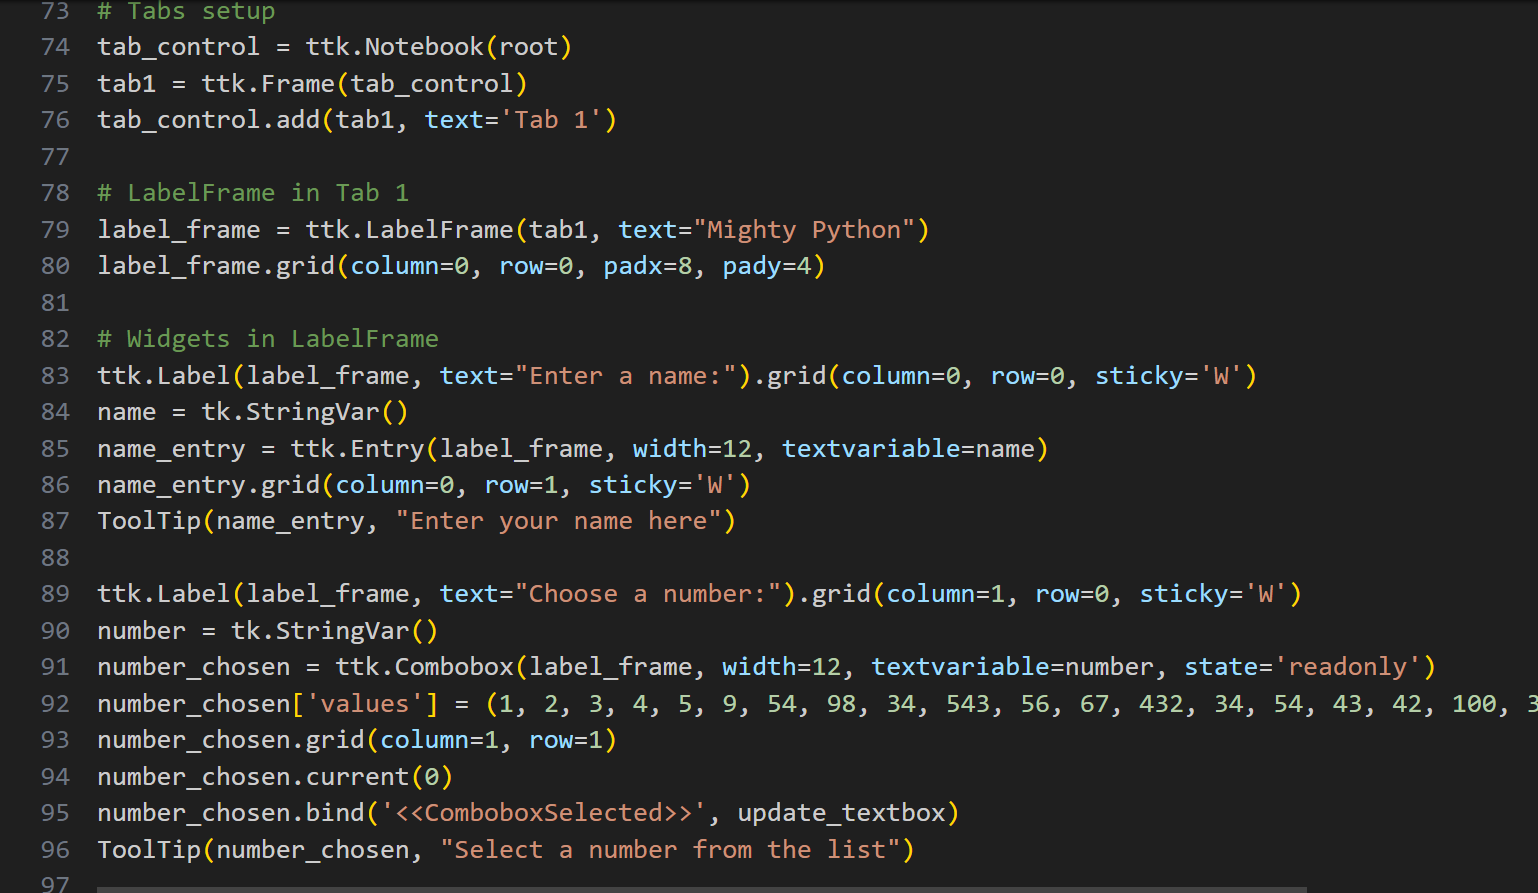 73 # Tabs setup
74 tab_control = ttk.Notebook(root)
75 tab1 = ttk.Frame(tab_control)
76 tab_control.add(tab1, text='Tab 1')
77
78 # LabelFrame in Tab 1
79 label_frame = ttk.LabelFrame(tab1, text="Mighty Python")
80 label_frame.grid(column=0, row=0, padx=8, pady=4)
81
82 # Widgets in LabelFrame
83 ttk.Label(label_frame, text="Enter a name:").grid(column=0, row=0, sticky='W')
84 name = tk.StringVar()
85 name_entry = ttk.Entry(label_frame, width=12, textvariable=name)
86 name_entry.grid(column=0, row=1, sticky='W')
87 ToolTip(name_entry, "Enter your name here")
88
89 ttk.Label(label_frame, text="Choose a number:").grid(column=1, row=0, sticky='W')
90 number = tk.StringVar()
91 number_chosen = ttk.Combobox(label_frame, width=12, textvariable=number, state='readonly')
92 number_chosen['values'] = (1, 2, 3, 4, 5, 9, 54, 98, 34, 543, 56, 67, 432, 34, 54, 43, 42, 100,
93 number_chosen.grid(column=1, row=1)
94 number_chosen.current(0)
95 number_chosen.bind('<<ComboboxSelected>>', update_textbox)
96 ToolTip(number_chosen, "Select a number from the list")
97